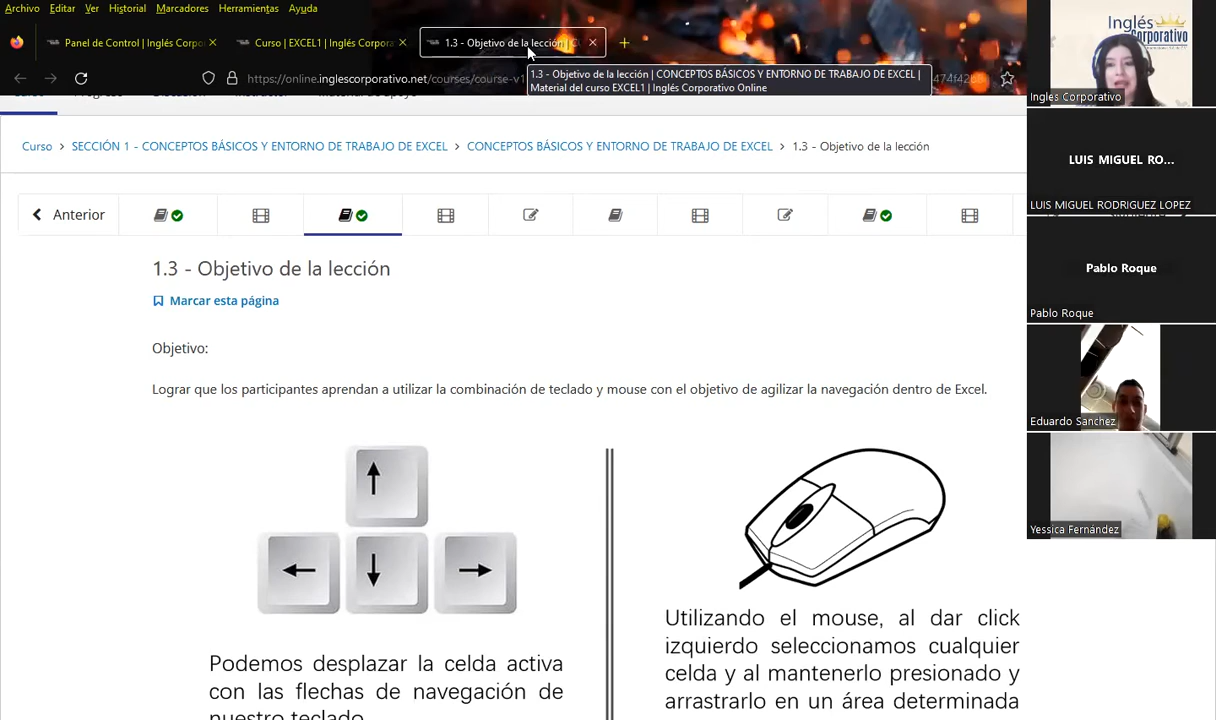 Archivo Editar Ver Historial Marcadores Herramientas Ayuda
Panel de Control | Inglés Corpo
Curso | EXCEL1 | Inglés Corpora
1.3 - Objetivo de la lección |
https://online.inglescorporativo.net/courses/course-v1
1.3 - Objetivo de la lección | CONCEPTOS BÁSICOS Y ENTORNO DE TRABAJO DE EXCEL |
Material del curso EXCEL1 | Inglés Corporativo Online
Curso > SECCIÓN 1 - CONCEPTOS BÁSICOS Y ENTORNO DE TRABAJO DE EXCEL > CONCEPTOS BÁSICOS Y ENTORNO DE TRABAJO DE EXCEL > 1.3 - Objetivo de la lección
Anterior
1.3 - Objetivo de la lección
Marcar esta página
Objetivo:
Lograr que los participantes aprendan a utilizar la combinación de teclado y mouse con el objetivo de agilizar la navegación dentro de Excel.
Podemos desplazar la celda activa
con las flechas de navegación de
nuestro teclado
Utilizando el mouse, al dar click
izquierdo seleccionamos cualquier
celda y al mantenerlo presionado y
arrastrarlo en un área determinada
Inglés
Corporativo
Ingles Corporativo
LUIS MIGUEL RO...
LUIS MIGUEL RODRIGUEZ LOPEZ
Pablo Roque
Pablo Roque
Eduardo Sanchez
Yessica Fernández